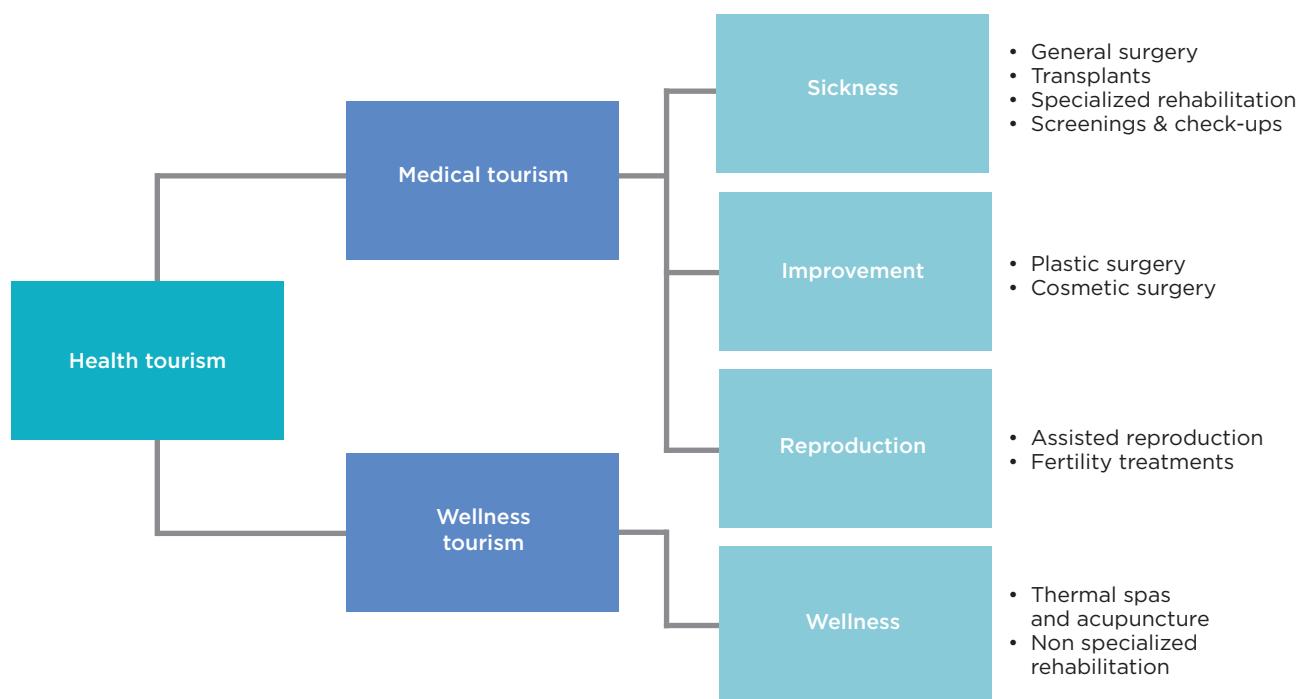 Health tourism
Medical tourism
Wellness
tourism
Sickness
• General surgery
• Transplants
• Specialized rehabilitation
• Screenings & check-ups
Improvement
• Plastic surgery
• Cosmetic surgery
Reproduction
• Assisted reproduction
• Fertility treatments
Wellness
• Thermal spas
and acupuncture
• Non specialized
rehabilitation